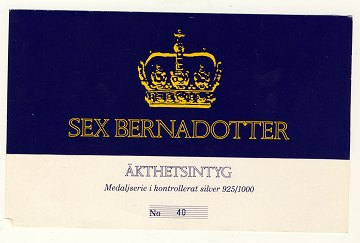 SEX BERNADOTTER
ÄKTHETSINTYG
Medaljserie i kontrollerat silver 925/1000
No 40